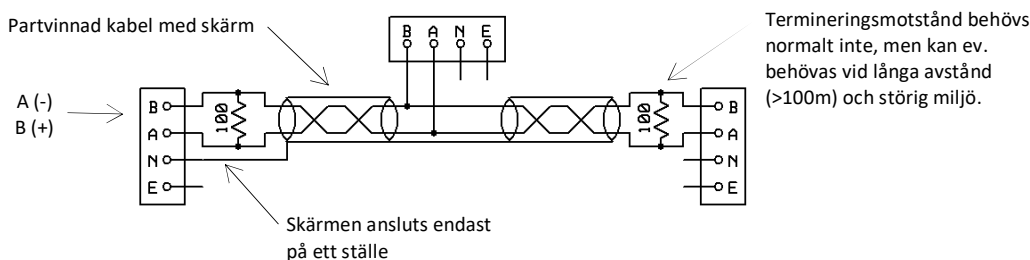 Partvinnad kabel med skärm
B A N E
Termineringsmotstånd behövs
normalt inte, men kan ev.
behövas vid långa avstånd
(>100m) och störig miljö.
A (-)
B (+)
B
A
N
E
100
100
B
A
N
E
Skärmen ansluts endast
på ett ställe